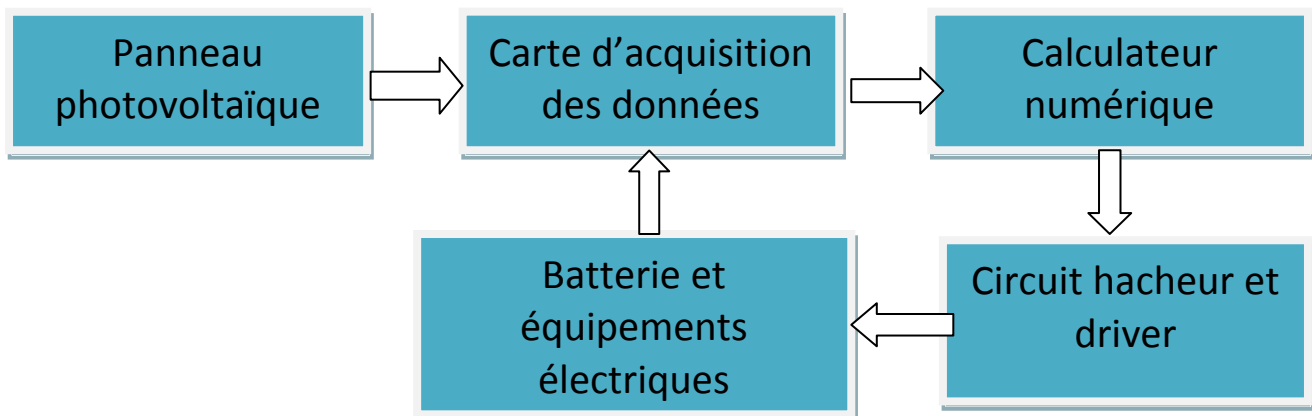 Panneau
photovoltaïque
Carte d’acquisition
des données
Calculateur
numérique
Batterie et
équipements
électriques
Circuit hacheur et
driver